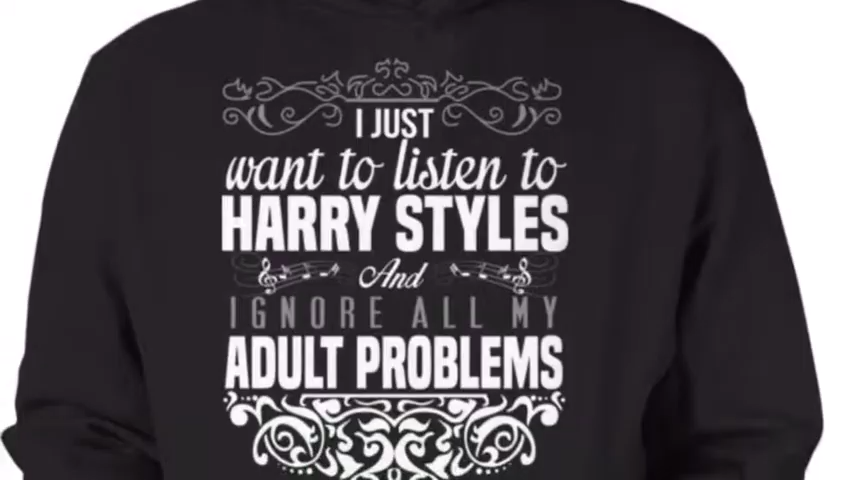 I JUST
want to listen to
HARRY STYLES
And
IGNORE ALL MY
ADULT PROBLEMS